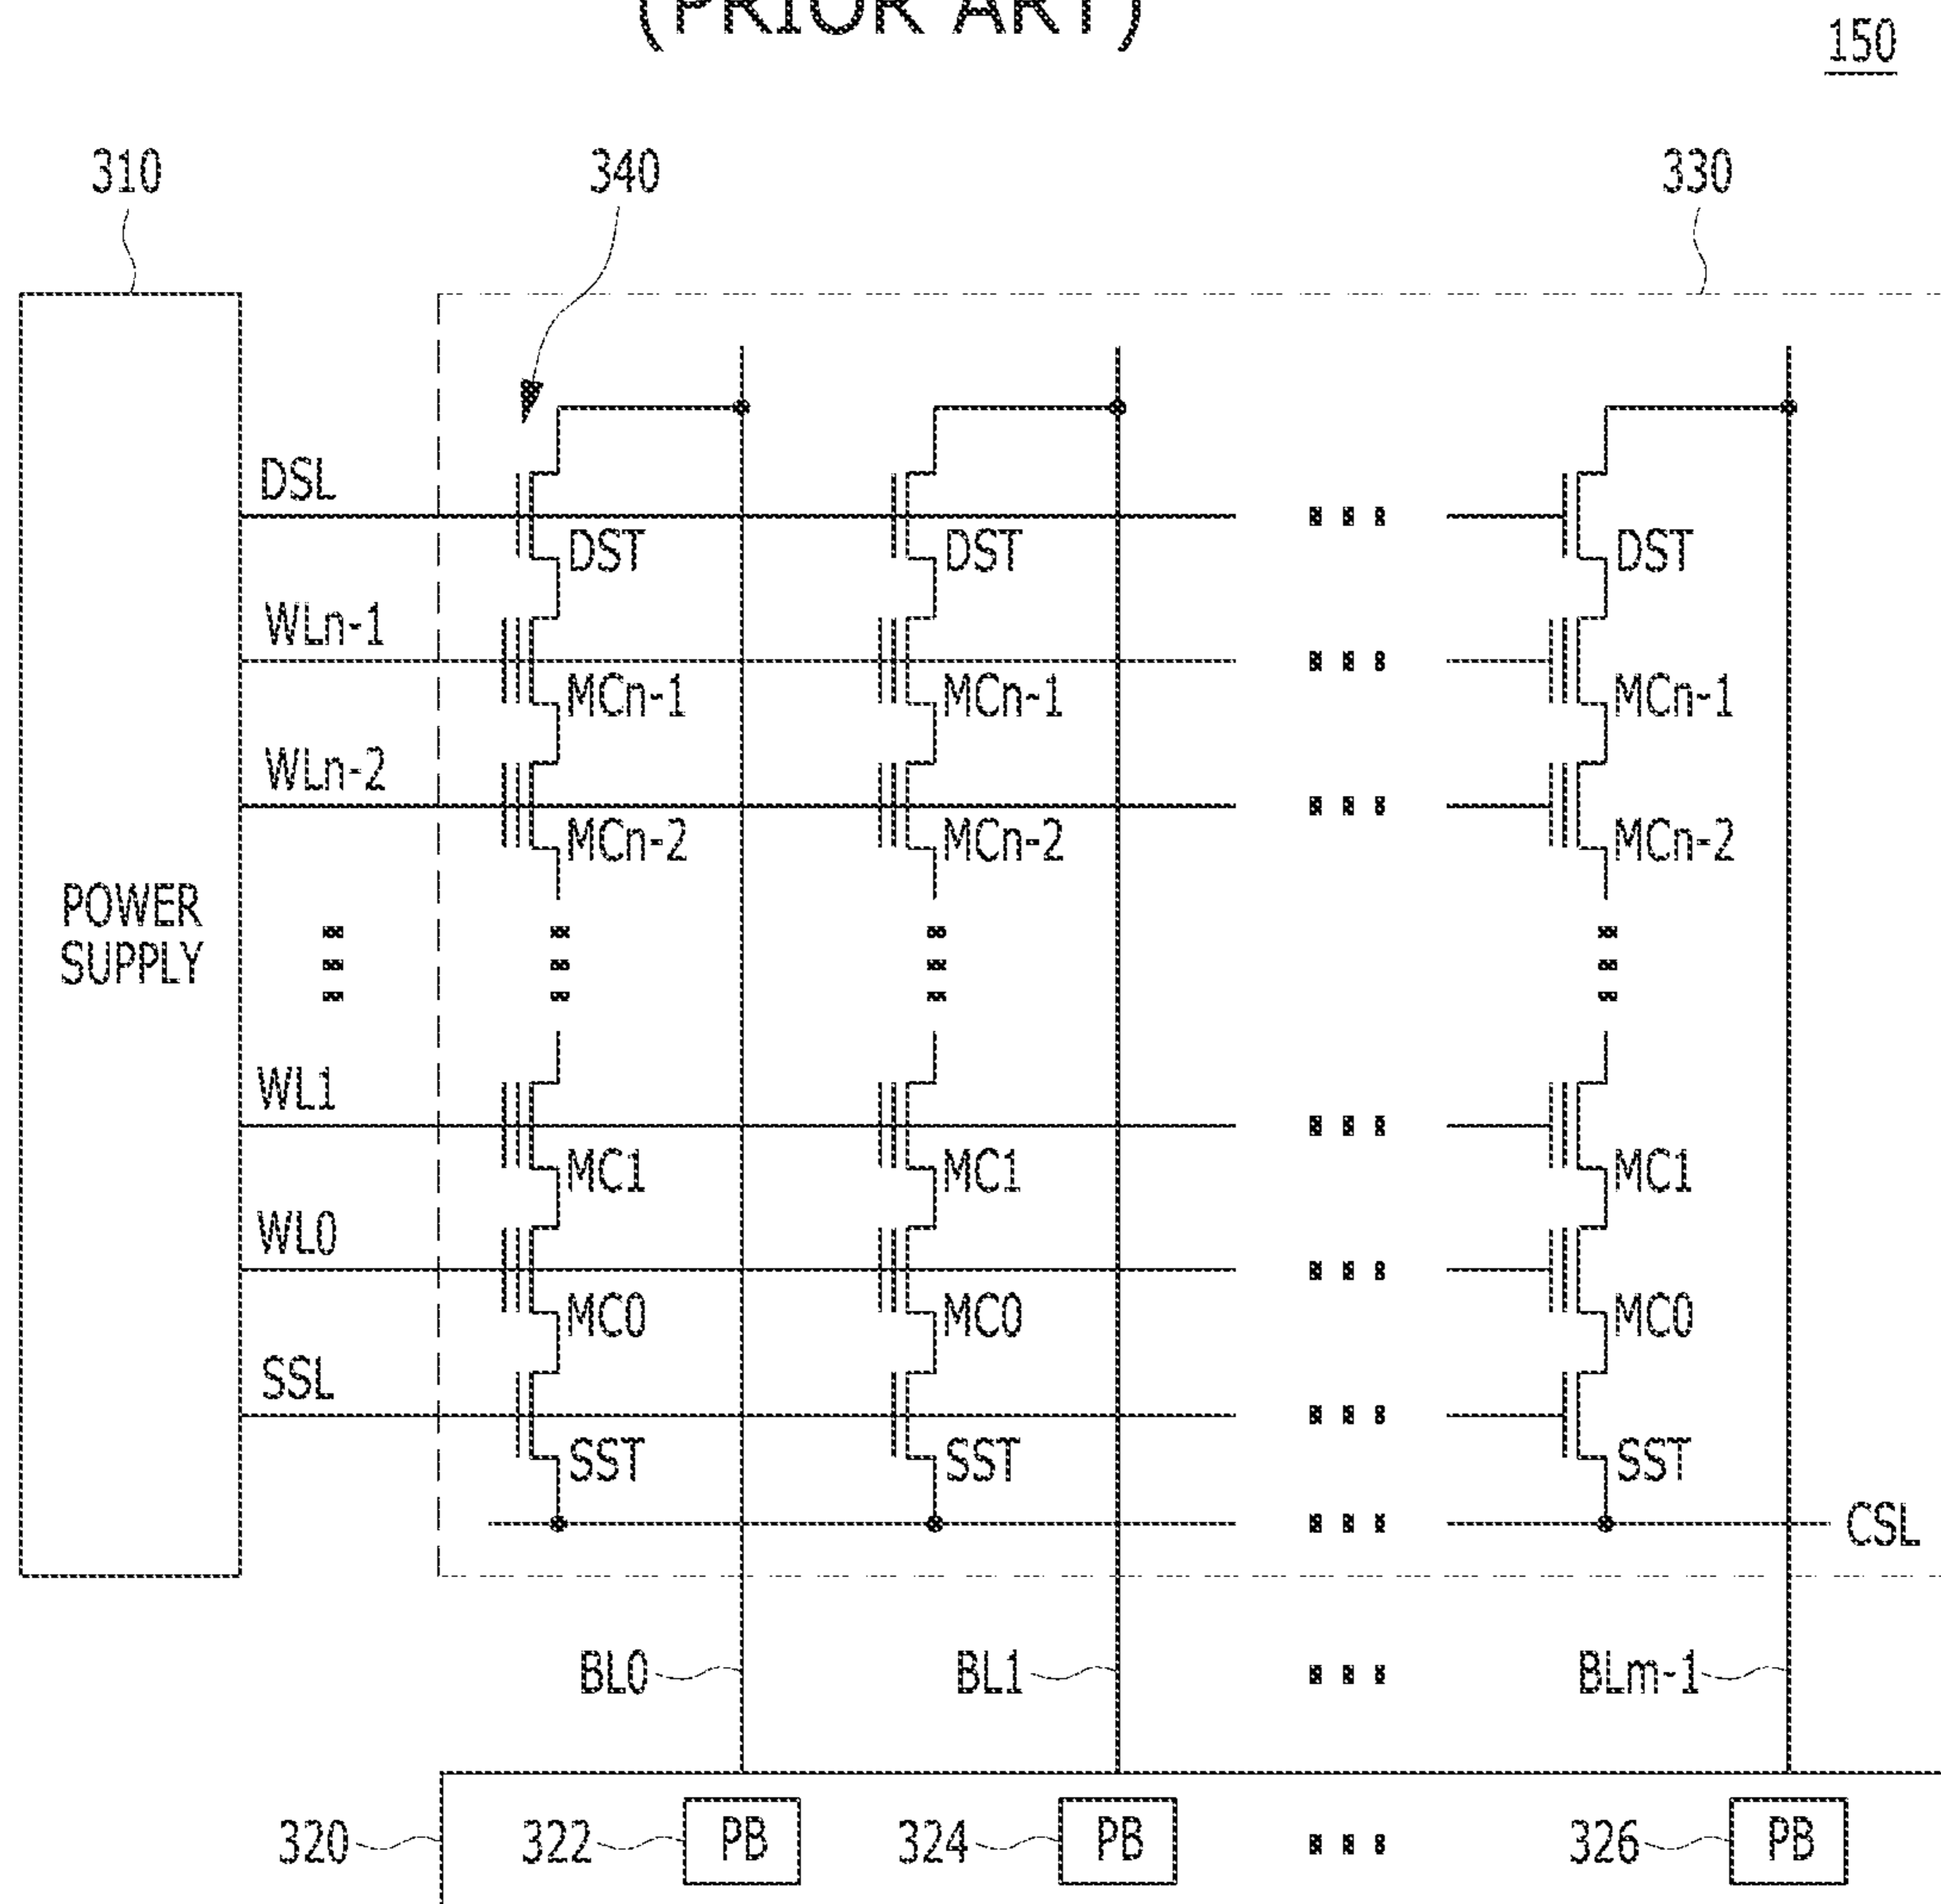 (PRIOR ART)
150
310
340
330
DSL
DST DST DST
WLn-1
MCn-1 MCn-1 MCn-1
WLn-2
MCn-2 MCn-2 MCn-2
POWER
SUPPLY
WL1
MC1 MC1 MC1
WL0
MC0 MC0 MC0
SSL
SST SST SST
CSL
BL0 BL1 BLm-1
320 322 PB 324 PB 326 PB